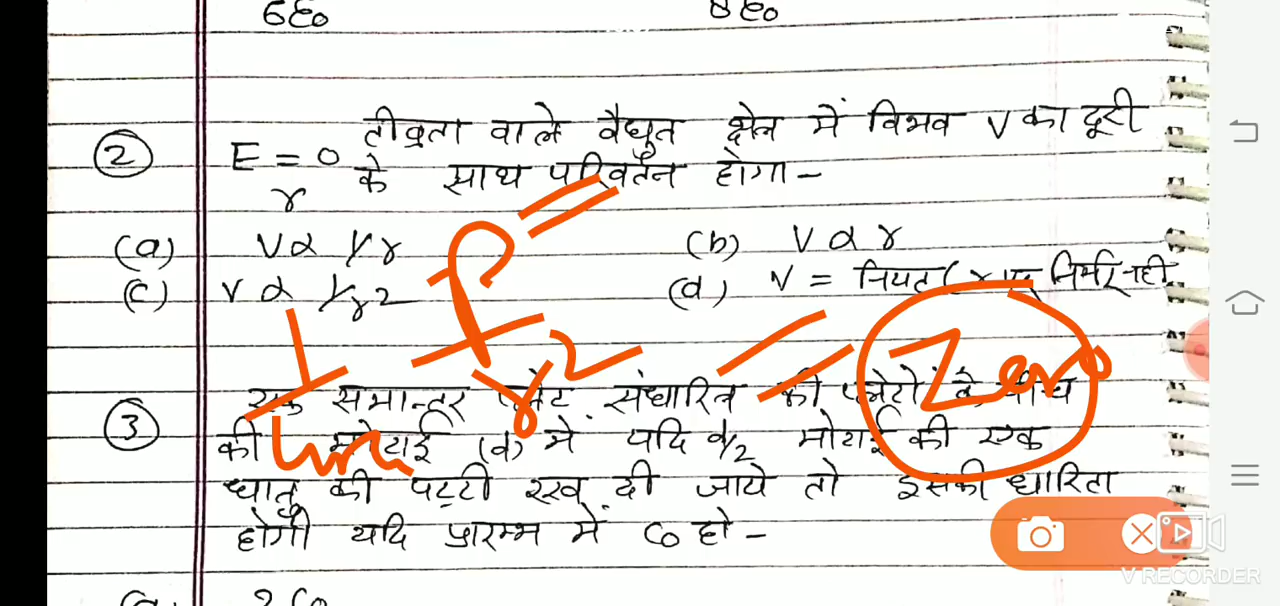 6ε₀ 8ε₀
② E = 0 तीव्रता वाले वैधुत क्षेत्र में विभव V का दूरी
r के साथ परिवर्तन होगा -
(a) V α 1/r (b) V α r
(c) V α 1/r2 (d) V = नियत (r पर निर्भर नही
= Zero
एक समान्तर प्लेट संधारित्र की प्लेटो के बीच
③ की मोटाई (d) में यदि d/2 मोटाई की एक
धातु की पट्टी रख दी जाये तो इसकी धारिता
होगी यदि प्रारम्भ में Co हो -
V RECORDER